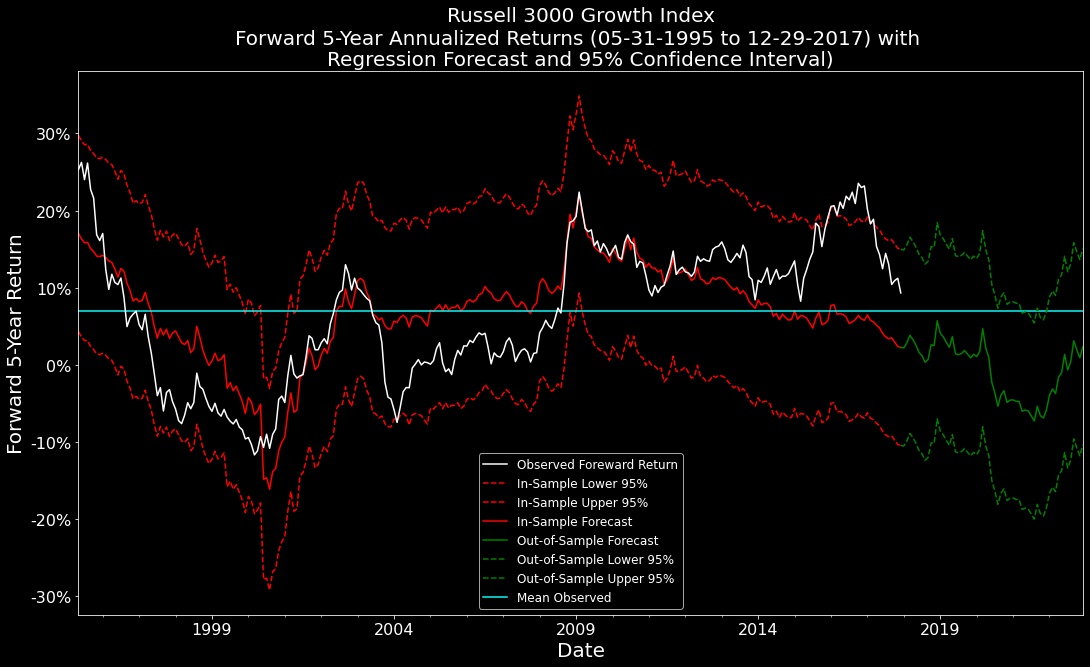 Russell 3000 Growth Index
Forward 5-Year Annualized Returns (05-31-1995 to 12-29-2017) with
Regression Forecast and 95% Confidence Interval)
Forward 5-Year Return
30%
20%
10%
0%
-10%
-20%
-30%
Observed Foreward Return
In-Sample Lower 95%
In-Sample Upper 95%
In-Sample Forecast
Out-of-Sample Forecast
Out-of-Sample Lower 95%
Out-of-Sample Upper 95%
Mean Observed
1999
2004
2009
2014
2019
Date